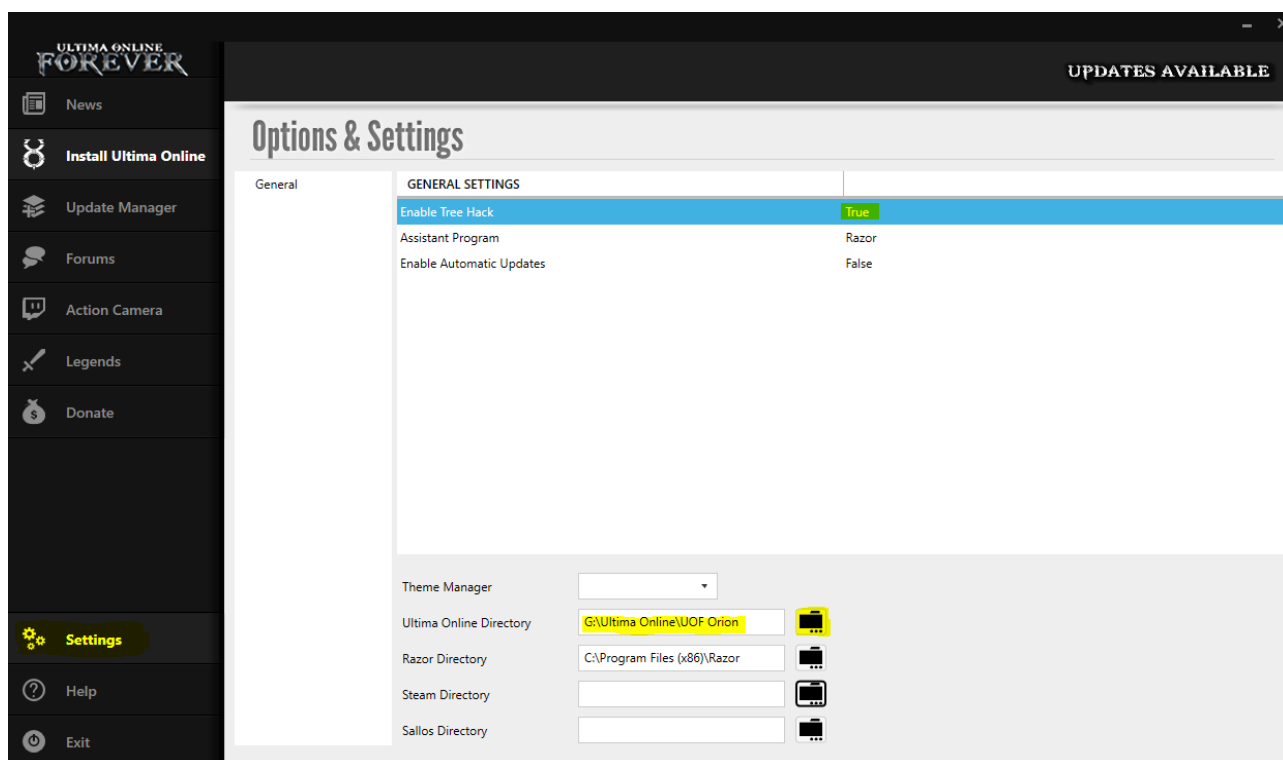 ULTIMA ONLINE
FOREVER
UPDATES AVAILABLE
News
Install Ultima Online
Update Manager
Forums
Action Camera
Legends
Donate
Settings
Help
Exit
Options & Settings
General
GENERAL SETTINGS
Enable Tree Hack True
Assistant Program Razor
Enable Automatic Updates False
Theme Manager
Ultima Online Directory G:\Ultima Online\UOF Orion
Razor Directory C:\Program Files (x86)\Razor
Steam Directory
Sallos Directory